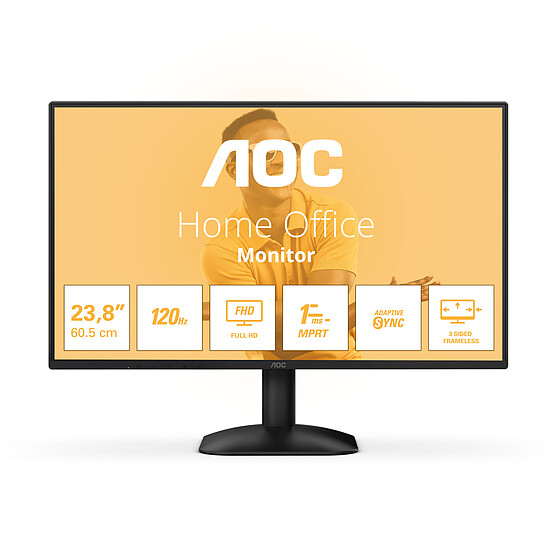 AOC
Home Office
Monitor
23,8”
60.5 cm
120Hz
FHD
FULL HD
1ms
MPRT
ADAPTIVE
SYNC
3 SIDED
FRAMELESS
AOC